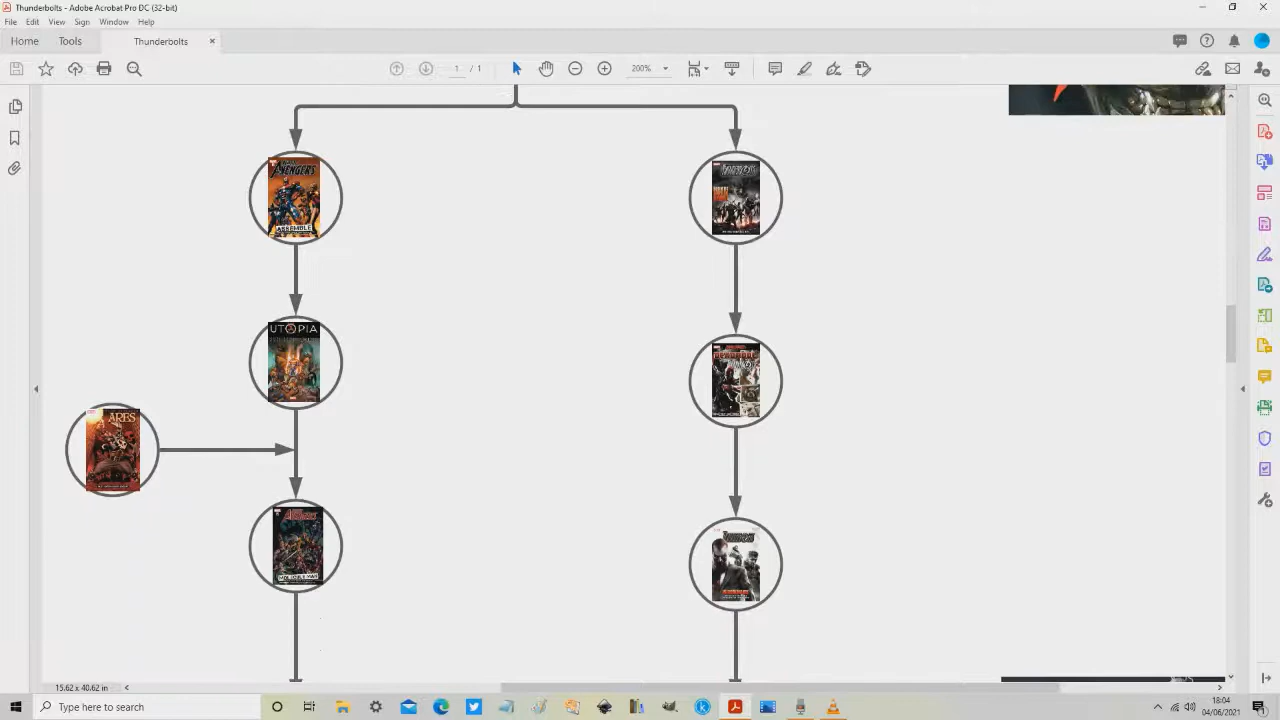 Thunderbolts - Adobe Acrobat Pro DC (32-bit)
File Edit View Sign Window Help
Home Tools Thunderbolts ×
1 / 1 200%
AVENGERS
ASSEMBLE
UTOPIA
ARES
AVENGERS
DEADPOOL
15.62 x 40.62 in
Type here to search
18:04
04/06/2021